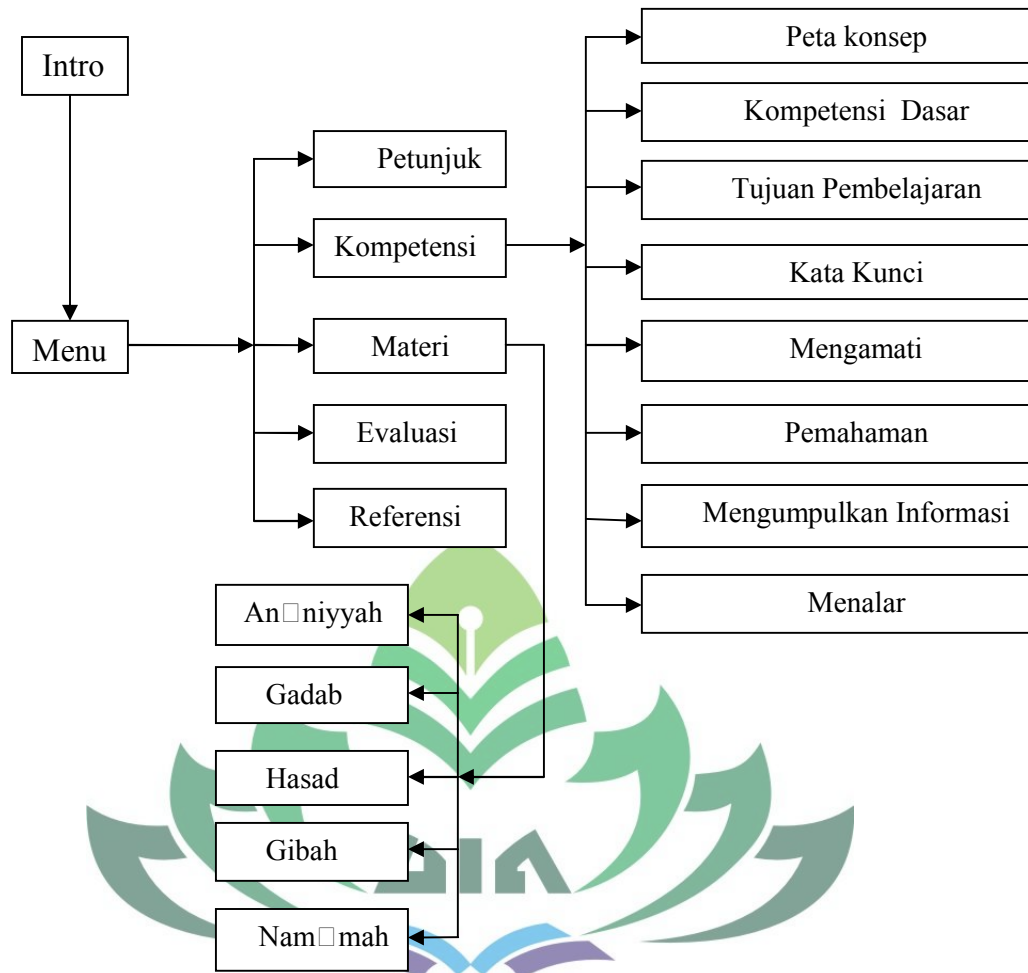 Intro
Menu
Petunjuk
Kompetensi
Materi
Evaluasi
Referensi
Peta konsep
Kompetensi Dasar
Tujuan Pembelajaran
Kata Kunci
Mengamati
Pemahaman
Mengumpulkan Informasi
Menalar
An□niyyah
Gadab
Hasad
Gibah
Nam□mah